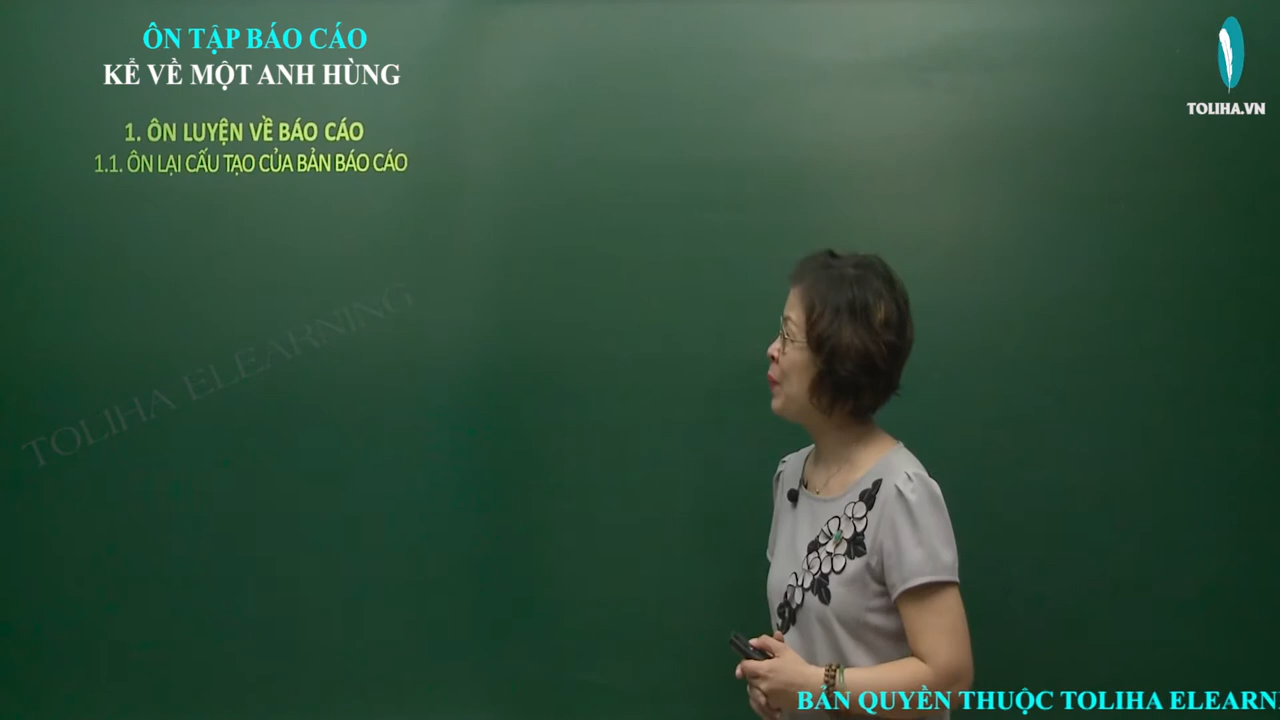 ÔN TẬP BÁO CÁO
KỂ VỀ MỘT ANH HÙNG
TOLIHA.VN
1. ÔN LUYỆN VỀ BÁO CÁO
1.1. ÔN LẠI CẤU TẠO CỦA BẢN BÁO CÁO
TOLIHA ELEARNING
BẢN QUYỀN THUỘC TOLIHA ELEARN